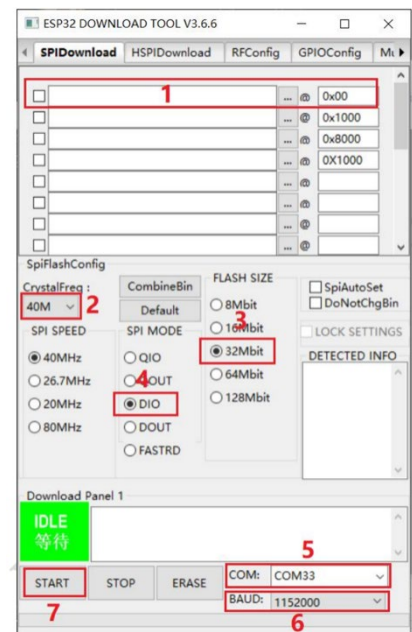 ESP32 DOWNLOAD TOOL V3.6.6
SPIDownload HSPIDownload RFConfig GPIOConfig Mu
1 ... @ 0x00
... @ 0x1000
... @ 0x8000
... @ 0X1000
... @
... @
... @
... @
SpiFlashConfig
CrystalFreq :
40M 2
CombineBin
Default
SPI SPEED
40MHz
26.7MHz
20MHz
80MHz
SPI MODE
QIO
4 OUT
DIO
DOUT
FASTRD
FLASH SIZE
8Mbit
3
32Mbit
64Mbit
128Mbit
SpiAutoSet
DoNotChgBin
LOCK SETTINGS
DETECTED INFO
Download Panel 1
IDLE
等待
5
START STOP ERASE
COM: COM33
BAUD: 1152000
7
6